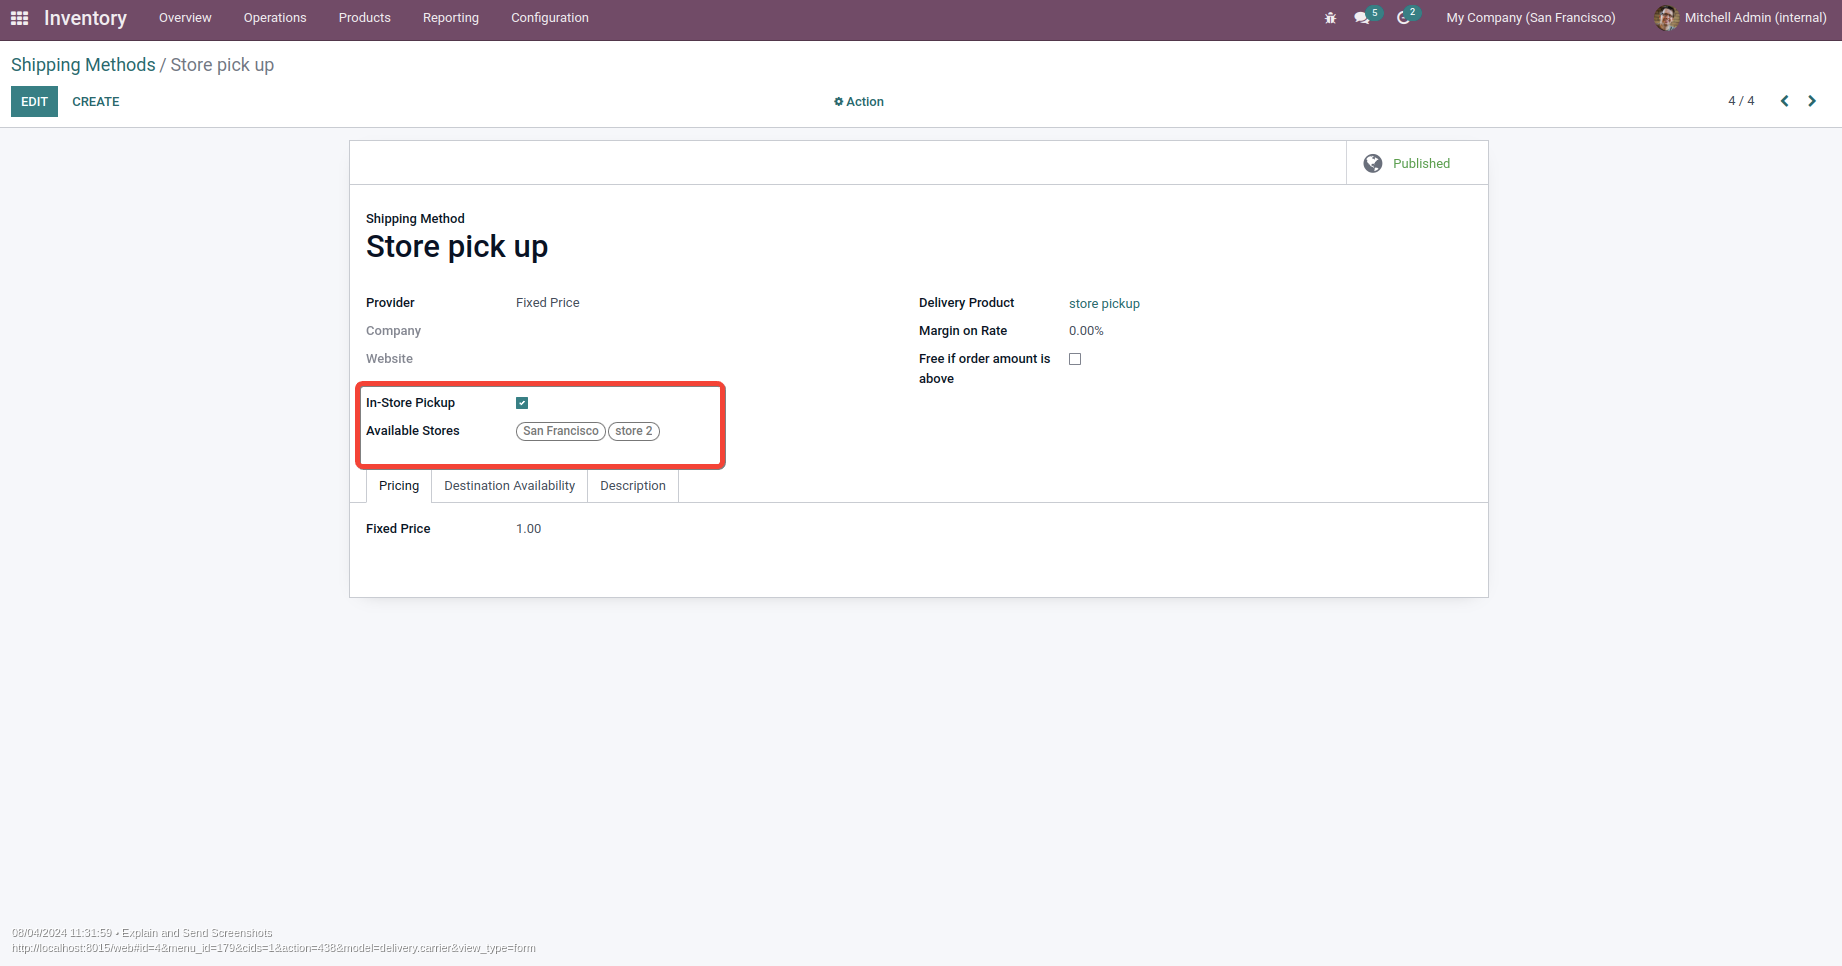 Inventory Overview Operations Products Reporting Configuration 5 2 My Company (San Francisco) Mitchell Admin (internal)
Shipping Methods / Store pick up
EDIT CREATE Action 4 / 4
Published
Shipping Method
Store pick up
Provider Fixed Price Delivery Product store pickup
Company Margin on Rate 0.00%
Website Free if order amount is
above
In-Store Pickup
Available Stores San Francisco store 2
Pricing Destination Availability Description
Fixed Price 1.00
08/04/2024 11:31:59 • Explain and Send Screenshots
http://localhost:8015/web#id=4&menu_id=179&cids=1&action=438&model=delivery.carrier&view_type=form